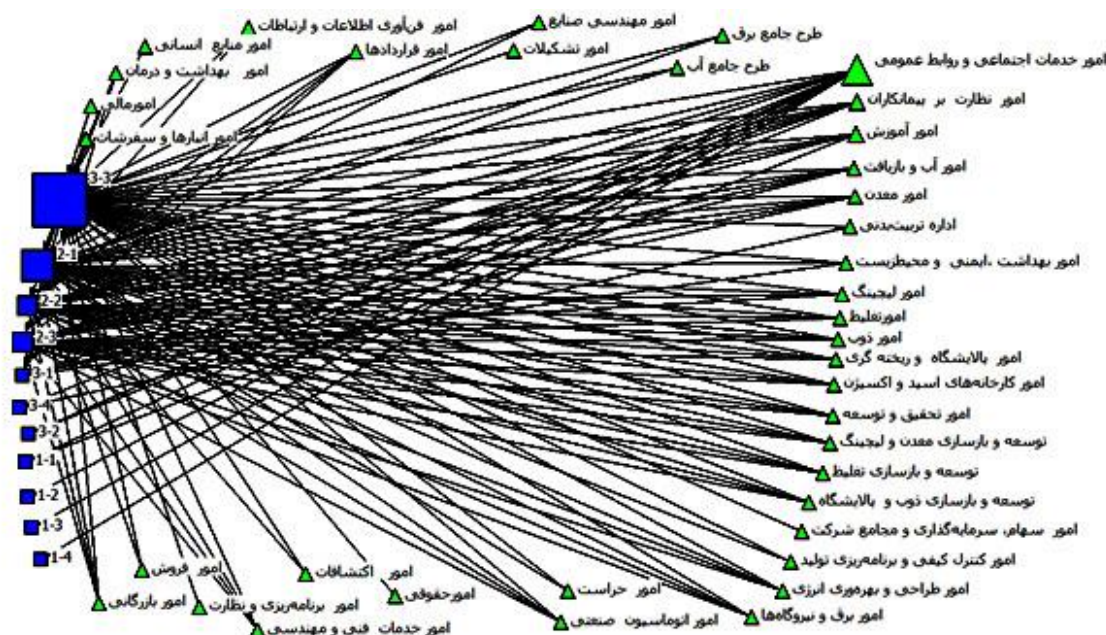 امور فن‌آوری اطلاعات و ارتباطات
امور منابع انسانی
امور بهداشت و درمان
امورمالی
امور انبارها و سفرشات
امور قراردادها
امور مهندسی صنایع
امور تشکیلات
طرح جامع برق
طرح جامع آب
امور خدمات اجتماعی و روابط عمومی
امور نظارت بر پیمانکاران
امور آموزش
امور آب و بازیافت
امور معدن
اداره تربیت‌بدنی
امور بهداشت ،ایمنی و محیط‌زیست
امور لیچینگ
امورتغلیظ
امور ذوب
امور پالایشگاه و ریخته گری
امور کارخانه‌های اسید و اکسیژن
امور تحقیق و توسعه
توسعه و بازسازی معدن و لیچینگ
توسعه و بازسازی تغلیظ
توسعه و بازسازی ذوب و پالایشگاه
امور سهام، سرمایه‌گذاری و مجامع شرکت
امور کنترل کیفی و برنامه‌ریزی تولید
امور طراحی و بهره‌وری انرژی
امور برق و نیروگاه‌ها
امور حراست
امور اتوماسیون صنعتی
امورحقوقی
امور اکتشافات
امور خدمات فنی و مهندسی
امور برنامه‌ریزی و نظارت
امور فروش
امور بازرگانی
3-3
2-1
2-2
2-3
3-1
3-4
3-2
1-1
1-2
1-3
1-4